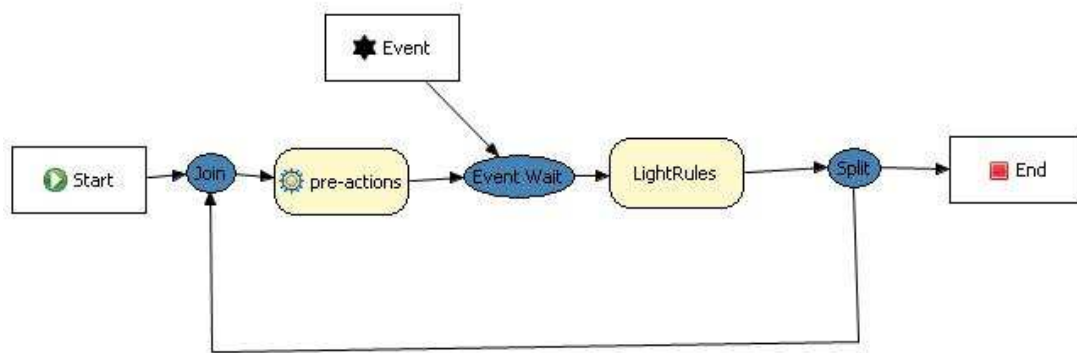 Event
Start
Join
pre-actions
Event Wait
LightRules
Split
End